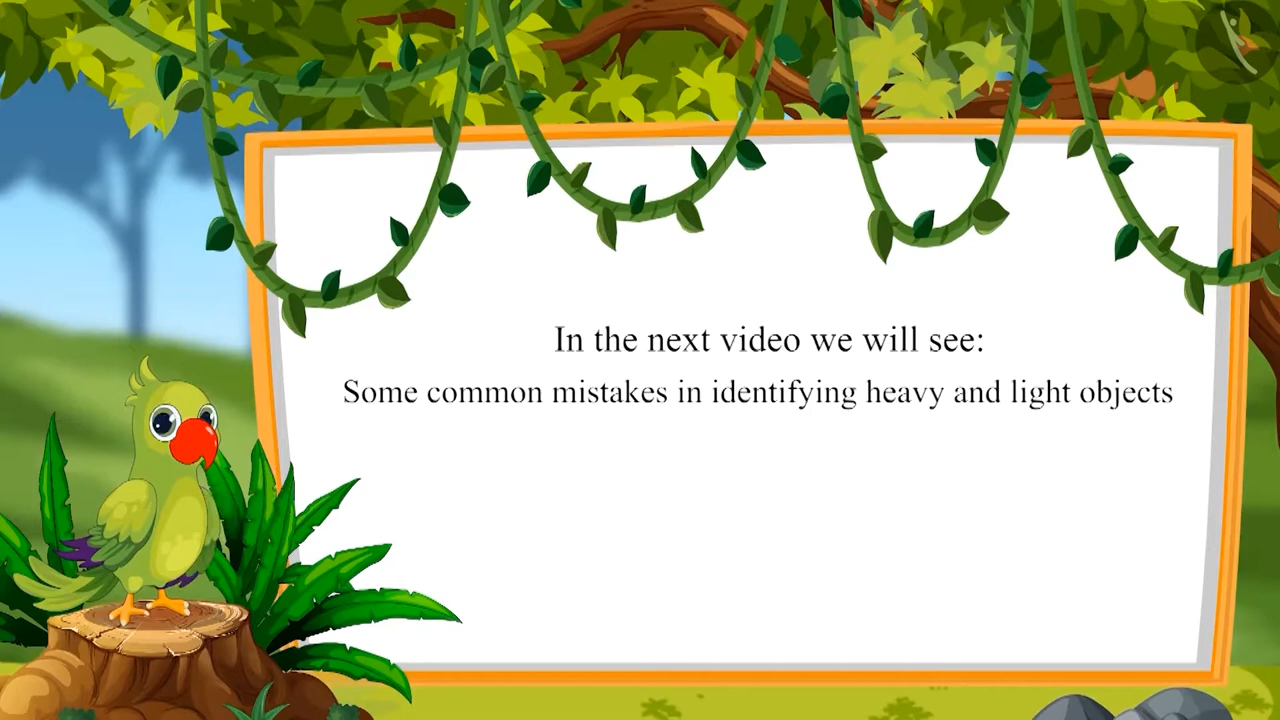 In the next video we will see:
Some common mistakes in identifying heavy and light objects